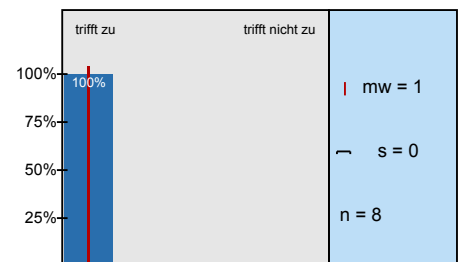 trifft zu trifft nicht zu
100%
100%
75%
50%
25%
mw = 1
s = 0
n = 8